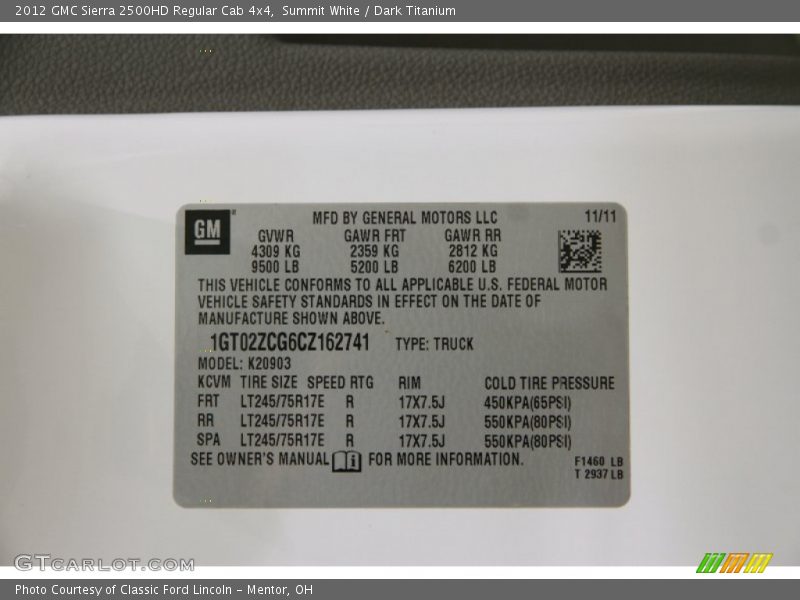 2012 GMC Sierra 2500HD Regular Cab 4x4, Summit White / Dark Titanium
GM
MFD BY GENERAL MOTORS LLC 11/11
GVWR GAWR FRT GAWR RR
4309 KG 2359 KG 2812 KG
9500 LB 5200 LB 6200 LB
THIS VEHICLE CONFORMS TO ALL APPLICABLE U.S. FEDERAL MOTOR
VEHICLE SAFETY STANDARDS IN EFFECT ON THE DATE OF
MANUFACTURE SHOWN ABOVE.
1GT02ZCG6CZ162741 TYPE: TRUCK
MODEL: K20903
KCVM TIRE SIZE SPEED RTG RIM COLD TIRE PRESSURE
FRT LT245/75R17E R 17X7.5J 450KPA(65PSI)
RR LT245/75R17E R 17X7.5J 550KPA(80PSI)
SPA LT245/75R17E R 17X7.5J 550KPA(80PSI)
SEE OWNER'S MANUAL i FOR MORE INFORMATION.
F1460 LB
T 2937 LB
GTCARLOT.COM
Photo Courtesy of Classic Ford Lincoln - Mentor, OH